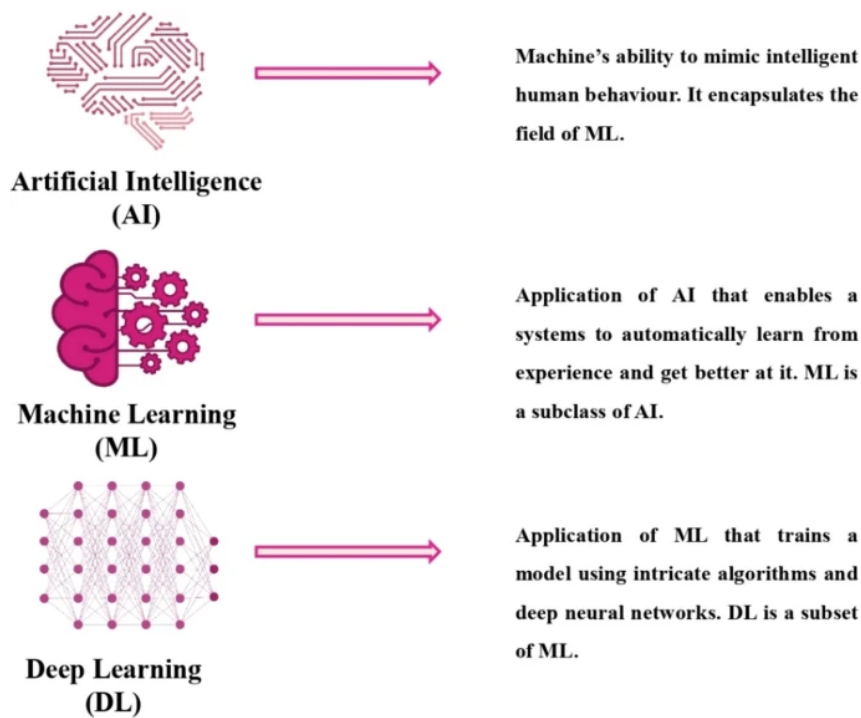 Machine's ability to mimic intelligent
human behaviour. It encapsulates the
field of ML.
Artificial Intelligence
(AI)
Application of AI that enables a
systems to automatically learn from
experience and get better at it. ML is
a subclass of AI.
Machine Learning
(ML)
Application of ML that trains a
model using intricate algorithms and
deep neural networks. DL is a subset
of ML.
Deep Learning
(DL)